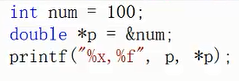 int num = 100;
double *p = &num;
printf("%x,%f", p, *p);